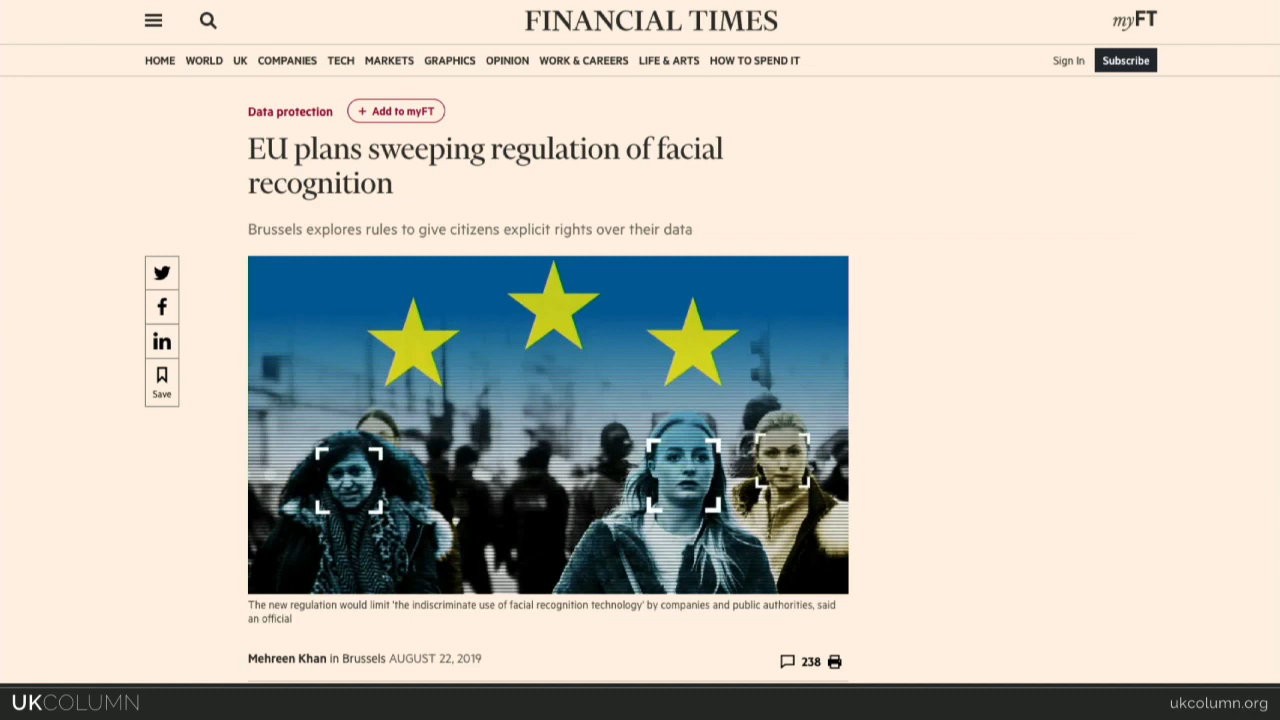 FINANCIAL TIMES
myFT
HOME WORLD UK COMPANIES TECH MARKETS GRAPHICS OPINION WORK & CAREERS LIFE & ARTS HOW TO SPEND IT
Sign In Subscribe
Data protection + Add to myFT
EU plans sweeping regulation of facial
recognition
Brussels explores rules to give citizens explicit rights over their data
Save
The new regulation would limit 'the indiscriminate use of facial recognition technology' by companies and public authorities, said
an official
Mehreen Khan in Brussels AUGUST 22, 2019
238
UKCOLUMN
ukcolumn.org